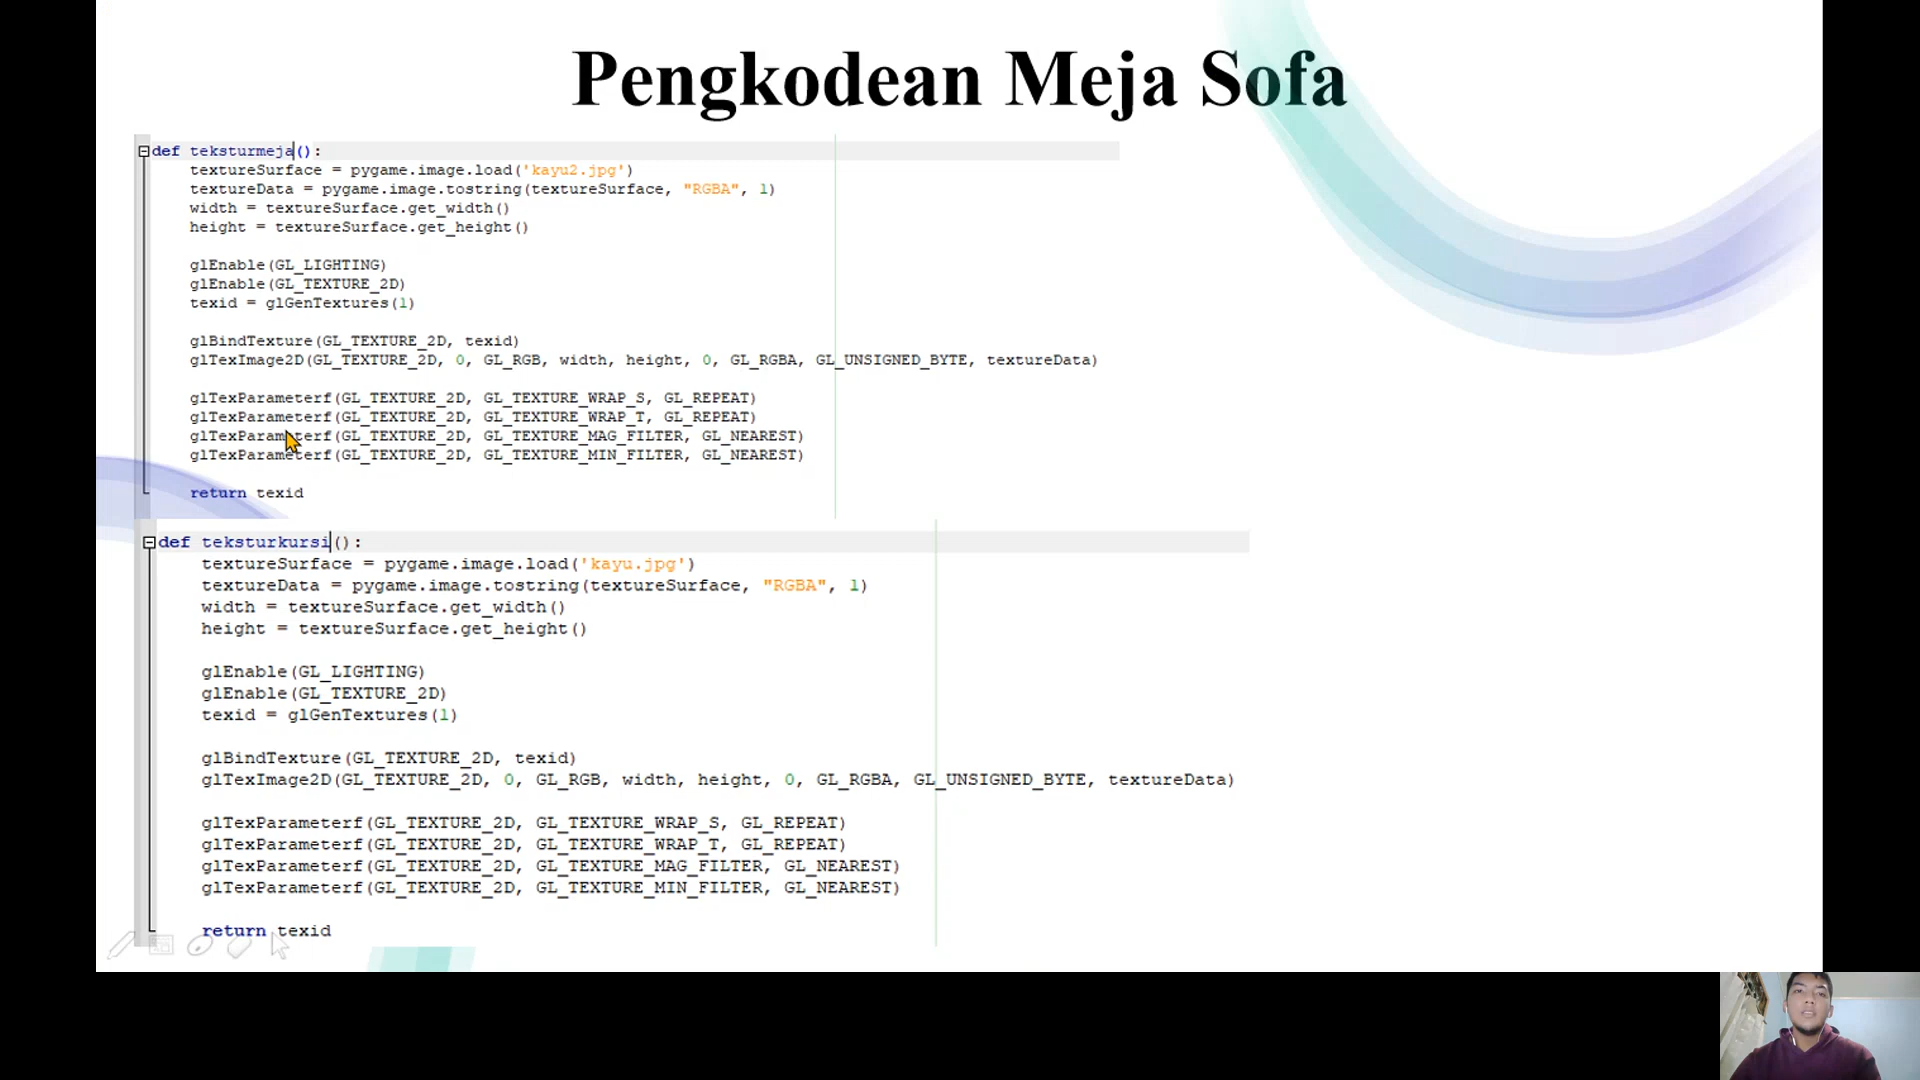 Pengkodean Meja Sofa
def teksturmeja():
textureSurface = pygame.image.load('kayu2.jpg')
textureData = pygame.image.tostring(textureSurface, "RGBA", 1)
width = textureSurface.get_width()
height = textureSurface.get_height()
glEnable(GL_LIGHTING)
glEnable(GL_TEXTURE_2D)
texid = glGenTextures(1)
glBindTexture(GL_TEXTURE_2D, texid)
glTexImage2D(GL_TEXTURE_2D, 0, GL_RGB, width, height, 0, GL_RGBA, GL_UNSIGNED_BYTE, textureData)
glTexParameterf(GL_TEXTURE_2D, GL_TEXTURE_WRAP_S, GL_REPEAT)
glTexParameterf(GL_TEXTURE_2D, GL_TEXTURE_WRAP_T, GL_REPEAT)
glTexParameterf(GL_TEXTURE_2D, GL_TEXTURE_MAG_FILTER, GL_NEAREST)
glTexParameterf(GL_TEXTURE_2D, GL_TEXTURE_MIN_FILTER, GL_NEAREST)
return texid
def teksturkursi():
textureSurface = pygame.image.load('kayu.jpg')
textureData = pygame.image.tostring(textureSurface, "RGBA", 1)
width = textureSurface.get_width()
height = textureSurface.get_height()
glEnable(GL_LIGHTING)
glEnable(GL_TEXTURE_2D)
texid = glGenTextures(1)
glBindTexture(GL_TEXTURE_2D, texid)
glTexImage2D(GL_TEXTURE_2D, 0, GL_RGB, width, height, 0, GL_RGBA, GL_UNSIGNED_BYTE, textureData)
glTexParameterf(GL_TEXTURE_2D, GL_TEXTURE_WRAP_S, GL_REPEAT)
glTexParameterf(GL_TEXTURE_2D, GL_TEXTURE_WRAP_T, GL_REPEAT)
glTexParameterf(GL_TEXTURE_2D, GL_TEXTURE_MAG_FILTER, GL_NEAREST)
glTexParameterf(GL_TEXTURE_2D, GL_TEXTURE_MIN_FILTER, GL_NEAREST)
return texid